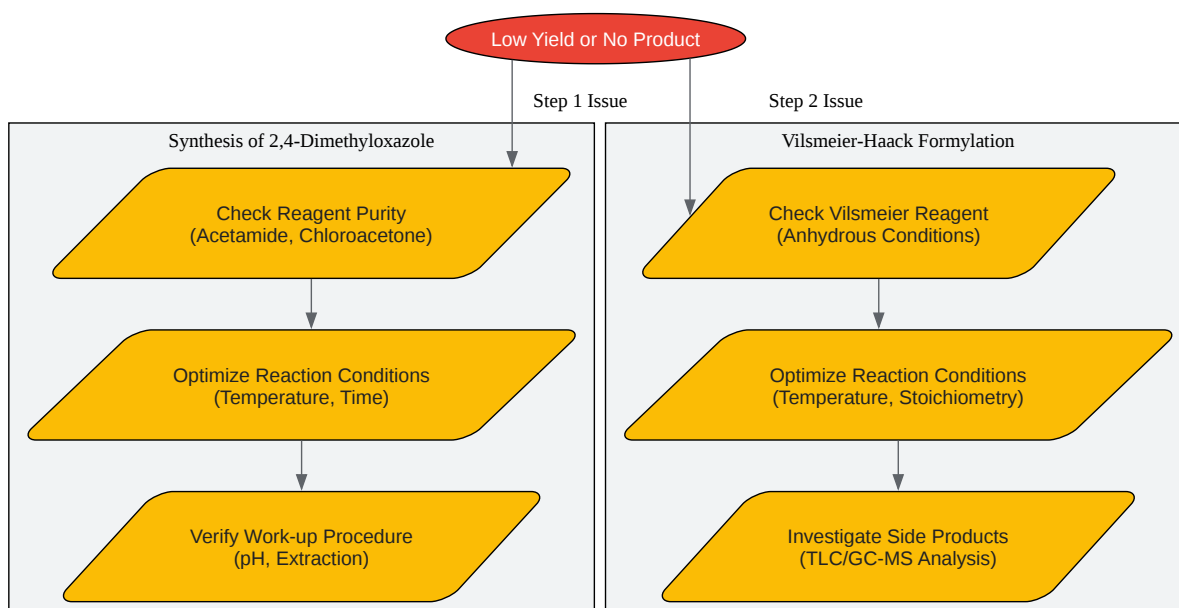 Low Yield or No Product
Step 1 Issue
Step 2 Issue
Synthesis of 2,4-Dimethyloxazole
Check Reagent Purity
(Acetamide, Chloroacetone)
Optimize Reaction Conditions
(Temperature, Time)
Verify Work-up Procedure
(pH, Extraction)
Vilsmeier-Haack Formylation
Check Vilsmeier Reagent
(Anhydrous Conditions)
Optimize Reaction Conditions
(Temperature, Stoichiometry)
Investigate Side Products
(TLC/GC-MS Analysis)